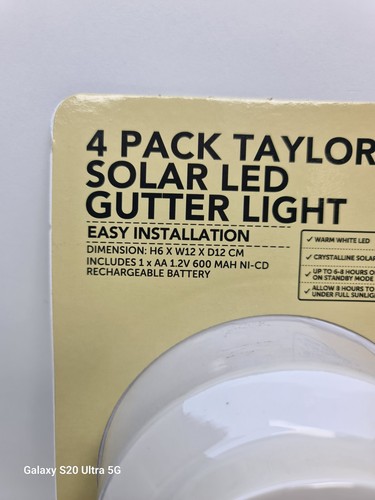 4 PACK TAYLOR
SOLAR LED
GUTTER LIGHT
EASY INSTALLATION
DIMENSION: H6 X W12 X D12 CM
INCLUDES 1 x AA 1.2V 600 MAH NI-CD
RECHARGEABLE BATTERY
✓ WARM WHITE LED
✓ CRYSTALLINE SOLAR
✓ UP TO 6-8 HOURS O
ON STANDBY MODE
✓ ALLOW 8 HOURS TO
UNDER FULL SUNLIG
Galaxy S20 Ultra 5G